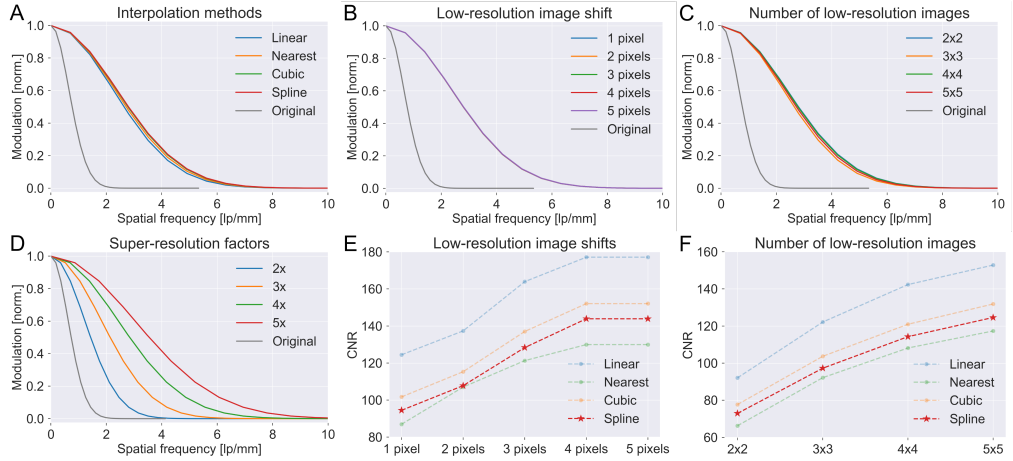 A
Interpolation methods
Modulation [norm.]
1.0
0.8
0.6
0.4
0.2
0.0
Linear
Nearest
Cubic
Spline
Original
0 2 4 6 8 10
Spatial frequency [lp/mm]
B
Low-resolution image shift
Modulation [norm.]
1.0
0.8
0.6
0.4
0.2
0.0
1 pixel
2 pixels
3 pixels
4 pixels
5 pixels
Original
0 2 4 6 8 10
Spatial frequency [lp/mm]
C
Number of low-resolution images
Modulation [norm.]
1.0
0.8
0.6
0.4
0.2
0.0
2x2
3x3
4x4
5x5
Original
0 2 4 6 8 10
Spatial frequency [lp/mm]
D
Super-resolution factors
Modulation [norm.]
1.0
0.8
0.6
0.4
0.2
0.0
2x
3x
4x
5x
Original
0 2 4 6 8 10
Spatial frequency [lp/mm]
E
Low-resolution image shifts
CNR
180
160
140
120
100
80
Linear
Nearest
Cubic
Spline
1 pixel 2 pixels 3 pixels 4 pixels 5 pixels
F
Number of low-resolution images
CNR
160
140
120
100
80
60
Linear
Nearest
Cubic
Spline
2x2 3x3 4x4 5x5